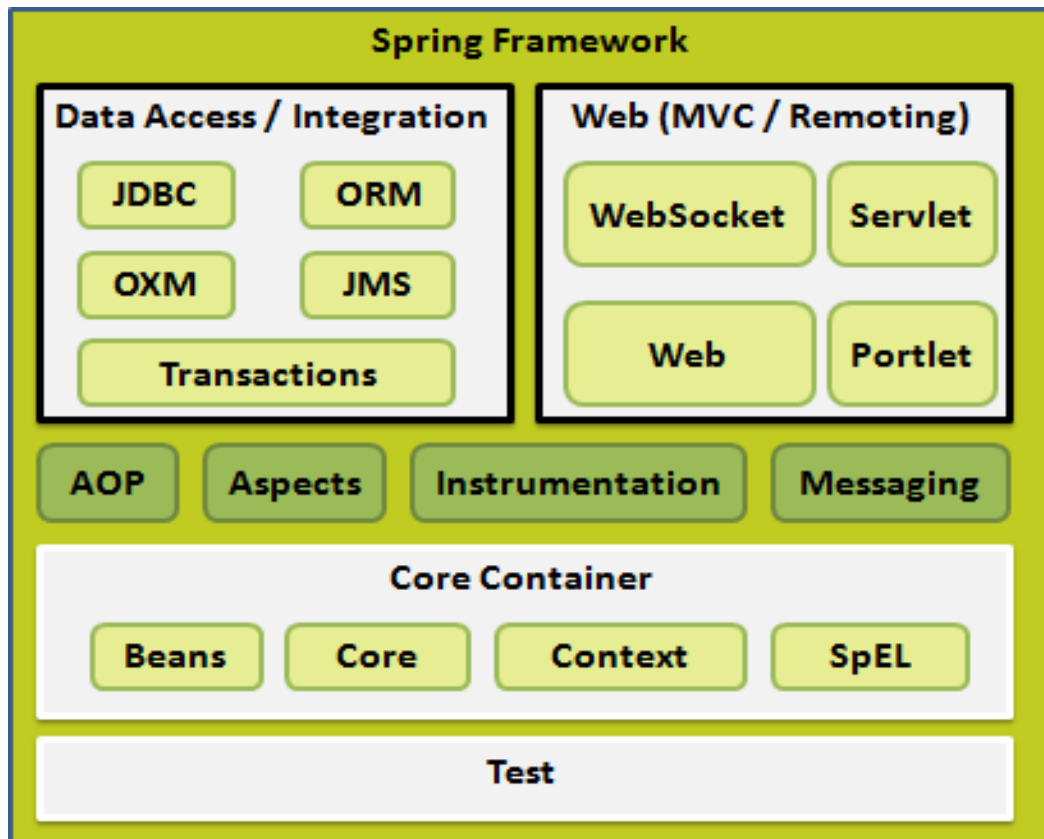 Spring Framework
Data Access / Integration
JDBC
ORM
OXM
JMS
Transactions
Web (MVC / Remoting)
WebSocket
Servlet
Web
Portlet
AOP
Aspects
Instrumentation
Messaging
Core Container
Beans
Core
Context
SpEL
Test